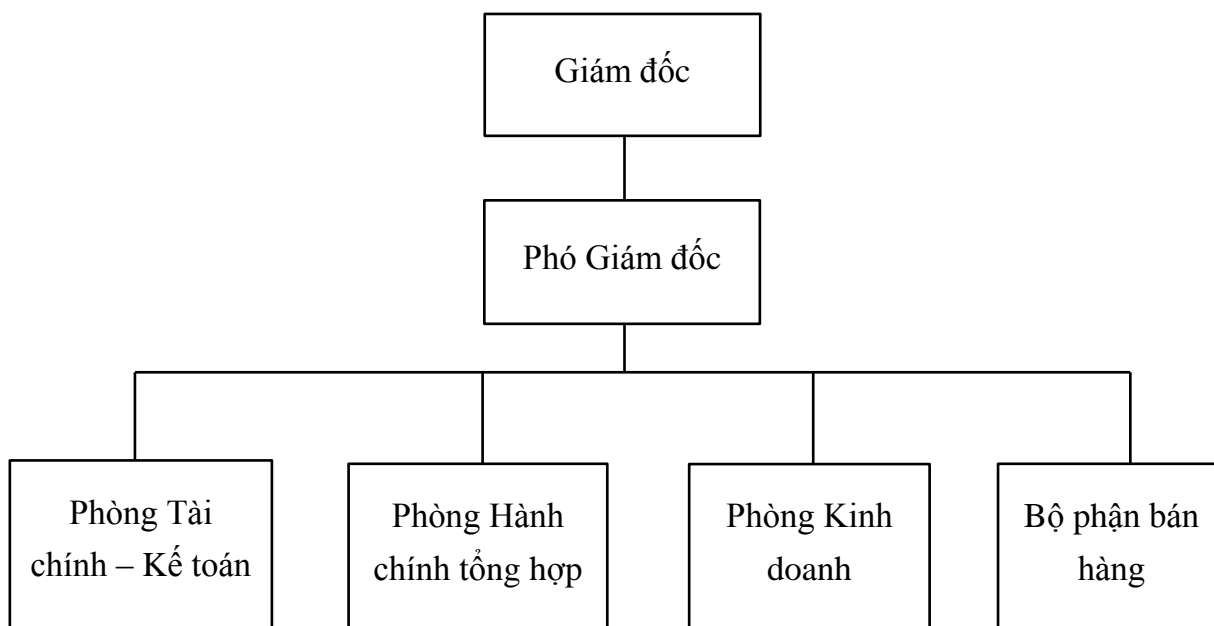 Giám đốc
Phó Giám đốc
Phòng Tài
chính – Kế toán
Phòng Hành
chính tổng hợp
Phòng Kinh
doanh
Bộ phận bán
hàng